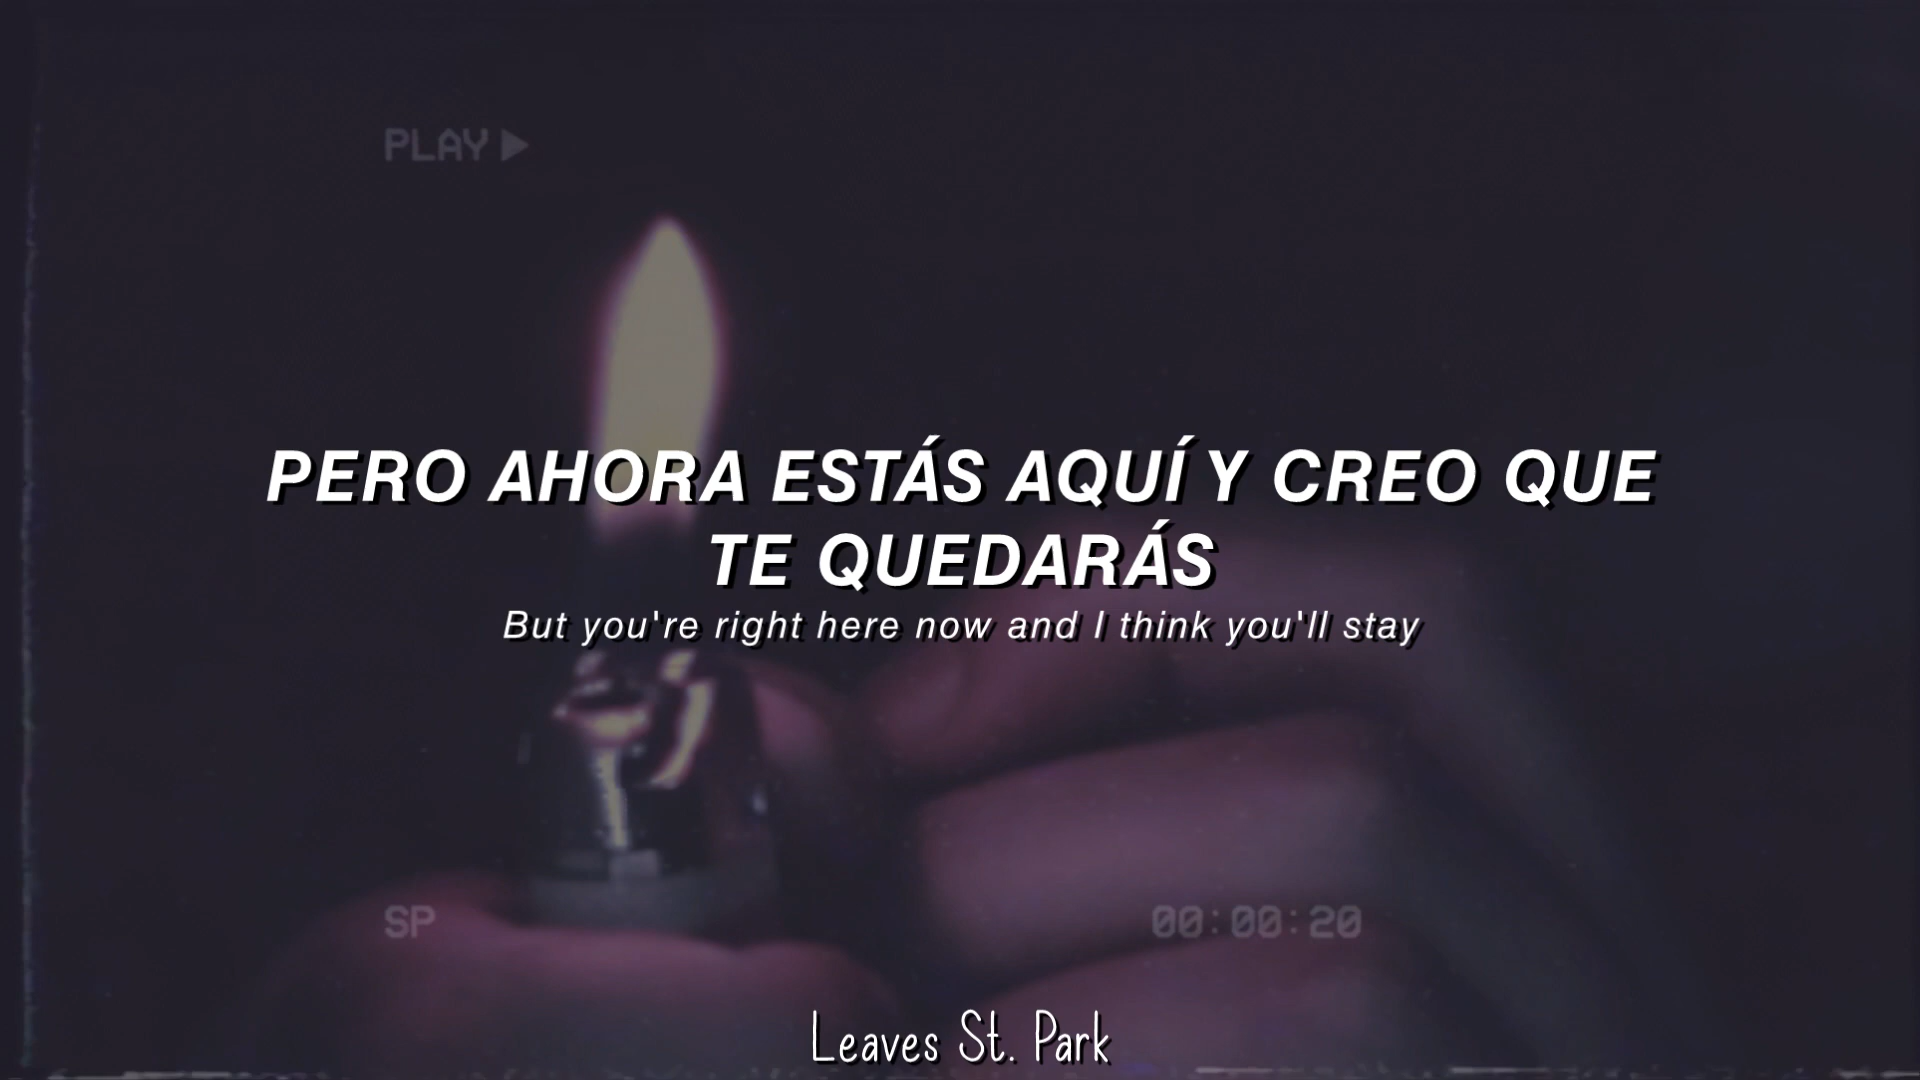 PLAY ▶
PERO AHORA ESTÁS AQUÍ Y CREO QUE
TE QUEDARÁS
But you're right here now and I think you'll stay
SP
00:00:20
Leaves St. Park